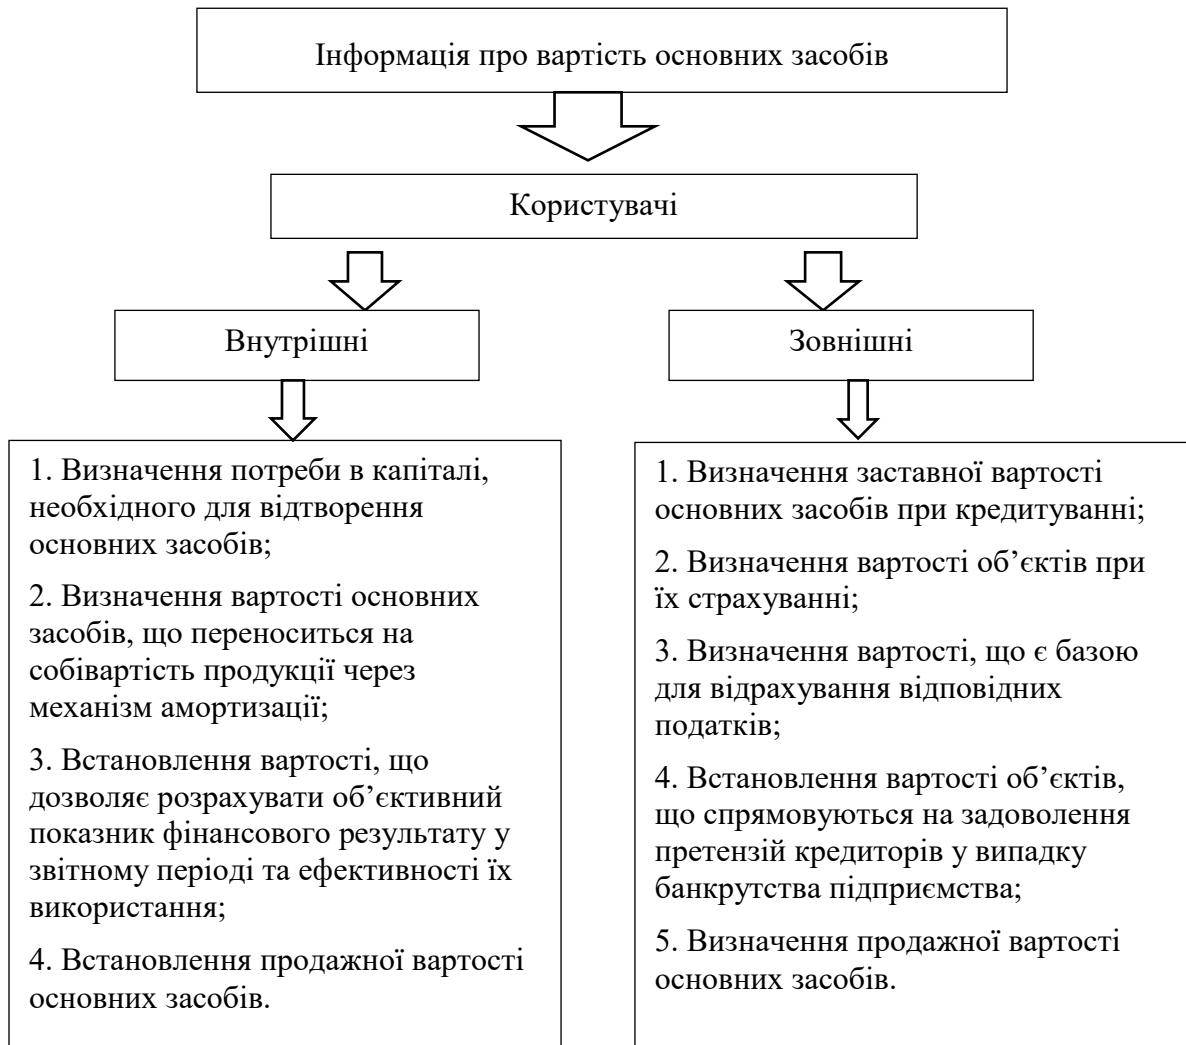 Інформація про вартість основних засобів
Користувачі
Внутрішні
Зовнішні
1. Визначення потреби в капіталі,
необхідного для відтворення
основних засобів;
2. Визначення вартості основних
засобів, що переноситься на
собівартість продукції через
механізм амортизації;
3. Встановлення вартості, що
дозволяє розрахувати об’єктивний
показник фінансового результату у
звітному періоді та ефективності їх
використання;
4. Встановлення продажної вартості
основних засобів.
1. Визначення заставної вартості
основних засобів при кредитуванні;
2. Визначення вартості об’єктів при
їх страхуванні;
3. Визначення вартості, що є базою
для відрахування відповідних
податків;
4. Встановлення вартості об’єктів,
що спрямовуються на задоволення
претензій кредиторів у випадку
банкрутства підприємства;
5. Визначення продажної вартості
основних засобів.